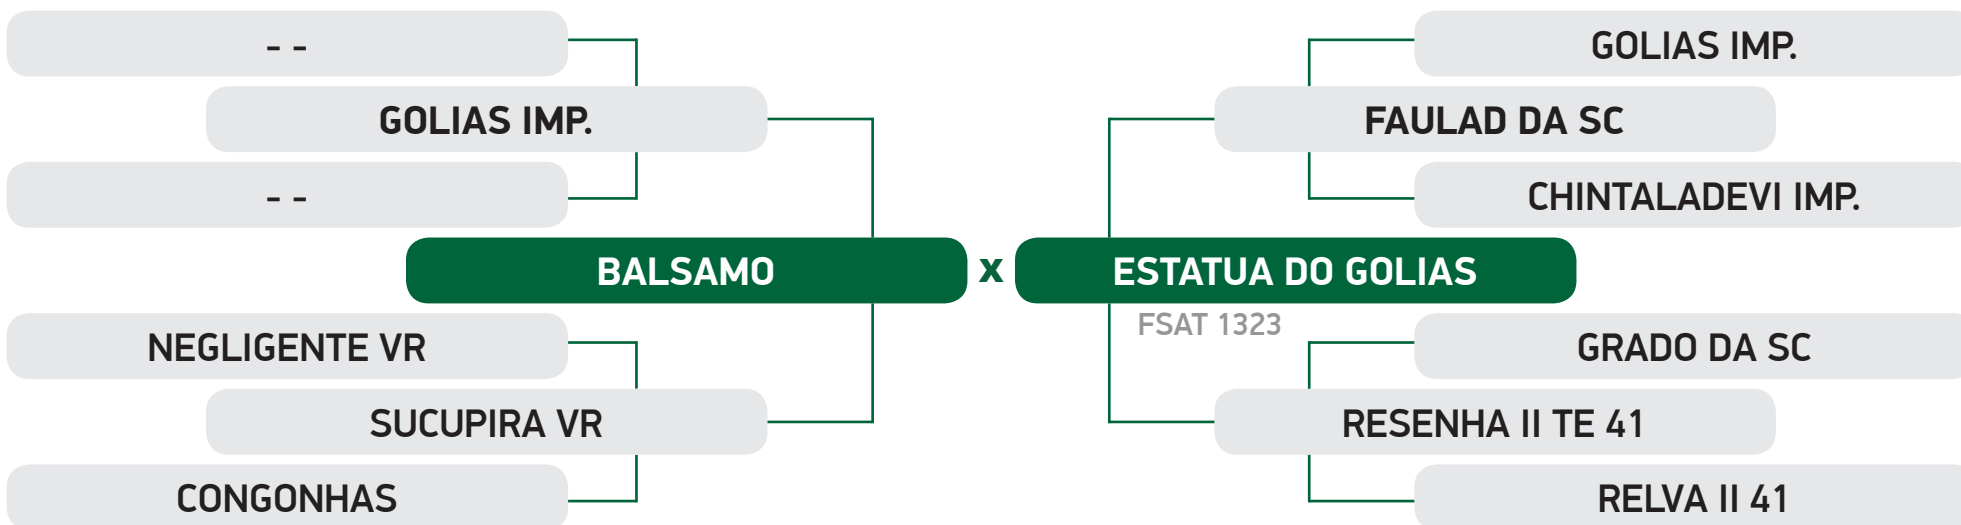 - -
GOLIAS IMP.
GOLIAS IMP.
FAULAD DA SC
- -
CHINTALADEVI IMP.
BALSAMO x ESTATUA DO GOLIAS
FSAT 1323
NEGLIGENTE VR
GRADO DA SC
SUCUPIRA VR
RESENHA II TE 41
CONGONHAS
RELVA II 41